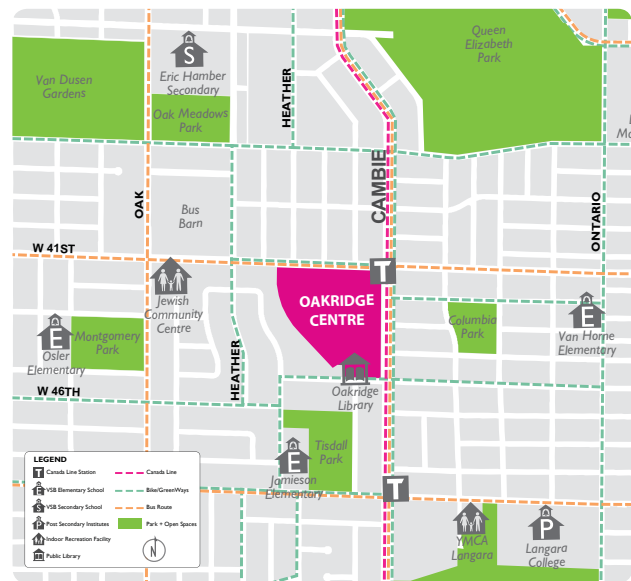 Queen
Elizabeth
Park
Van Dusen
Gardens
S
Eric Hamber
Secondary
Oak Meadows
Park
HEATHER
CAMBIE
OAK
Bus
Barn
ONTARIO
W 41ST
T
Jewish
Community
Centre
OAKRIDGE
CENTRE
Columbia
Park
E
Van Horne
Elementary
E
Osler
Elementary
Montgomery
Park
HEATHER
Oakridge
Library
W 46TH
Tisdall
Park
E
Jamieson
Elementary
T
YMCA
Langara
P
Langara
College
LEGEND
T Canada Line Station
E VSB Elementary School
S VSB Secondary School
P Post Secondary Institutes
Indoor Recreation Facility
Public Library
Canada Line
Bike/GreenWays
Bus Route
Park + Open Spaces
N